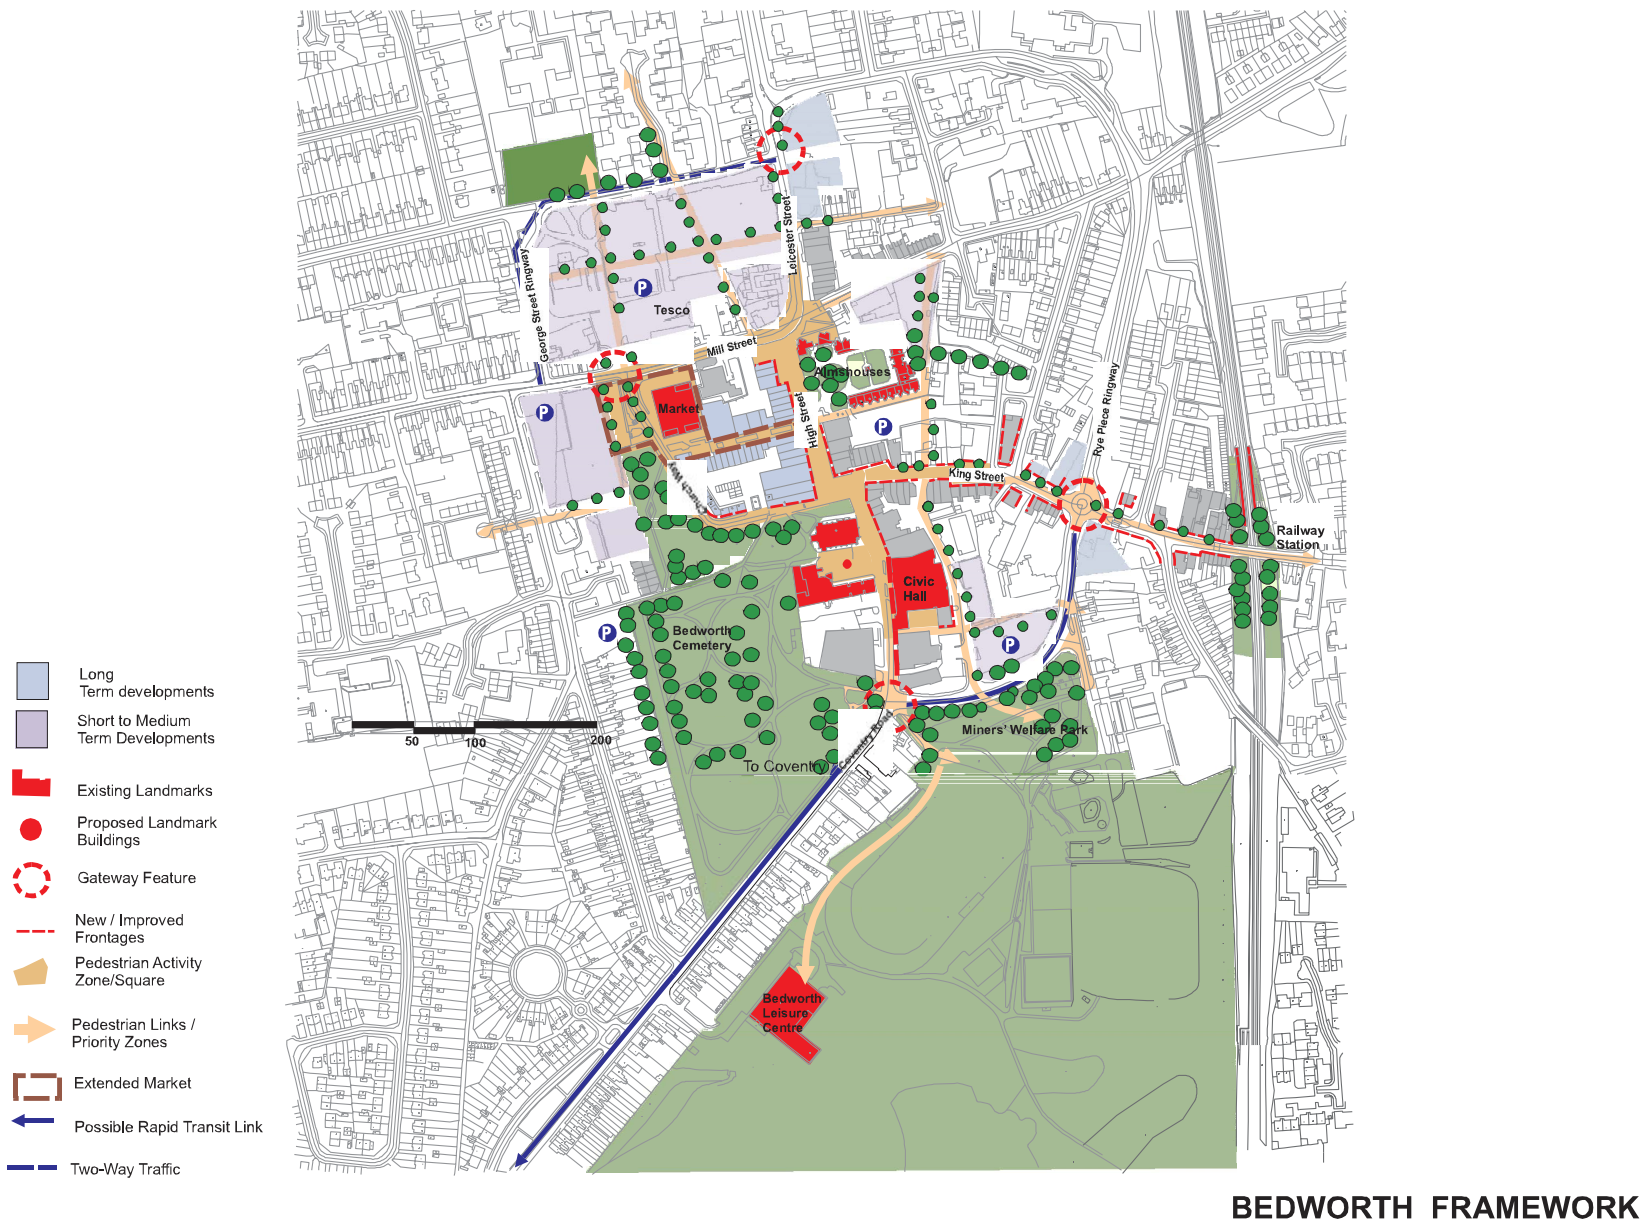 Leicester Street
George Street Ringway
P
Tesco
Mill Street
Almshouses
Market
P
High Street
P
Rye Piece Ringway
King Street
Church Way
Railway
Station
Civic
Hall
Bedworth
Cemetery
P
P
Miners' Welfare Park
Coventry Road
To Coventry
Bedworth
Leisure
Centre
50
100
200
Long
Term developments
Short to Medium
Term Developments
Existing Landmarks
Proposed Landmark
Buildings
Gateway Feature
New / Improved
Frontages
Pedestrian Activity
Zone/Square
Pedestrian Links /
Priority Zones
Extended Market
Possible Rapid Transit Link
Two-Way Traffic
BEDWORTH FRAMEWORK